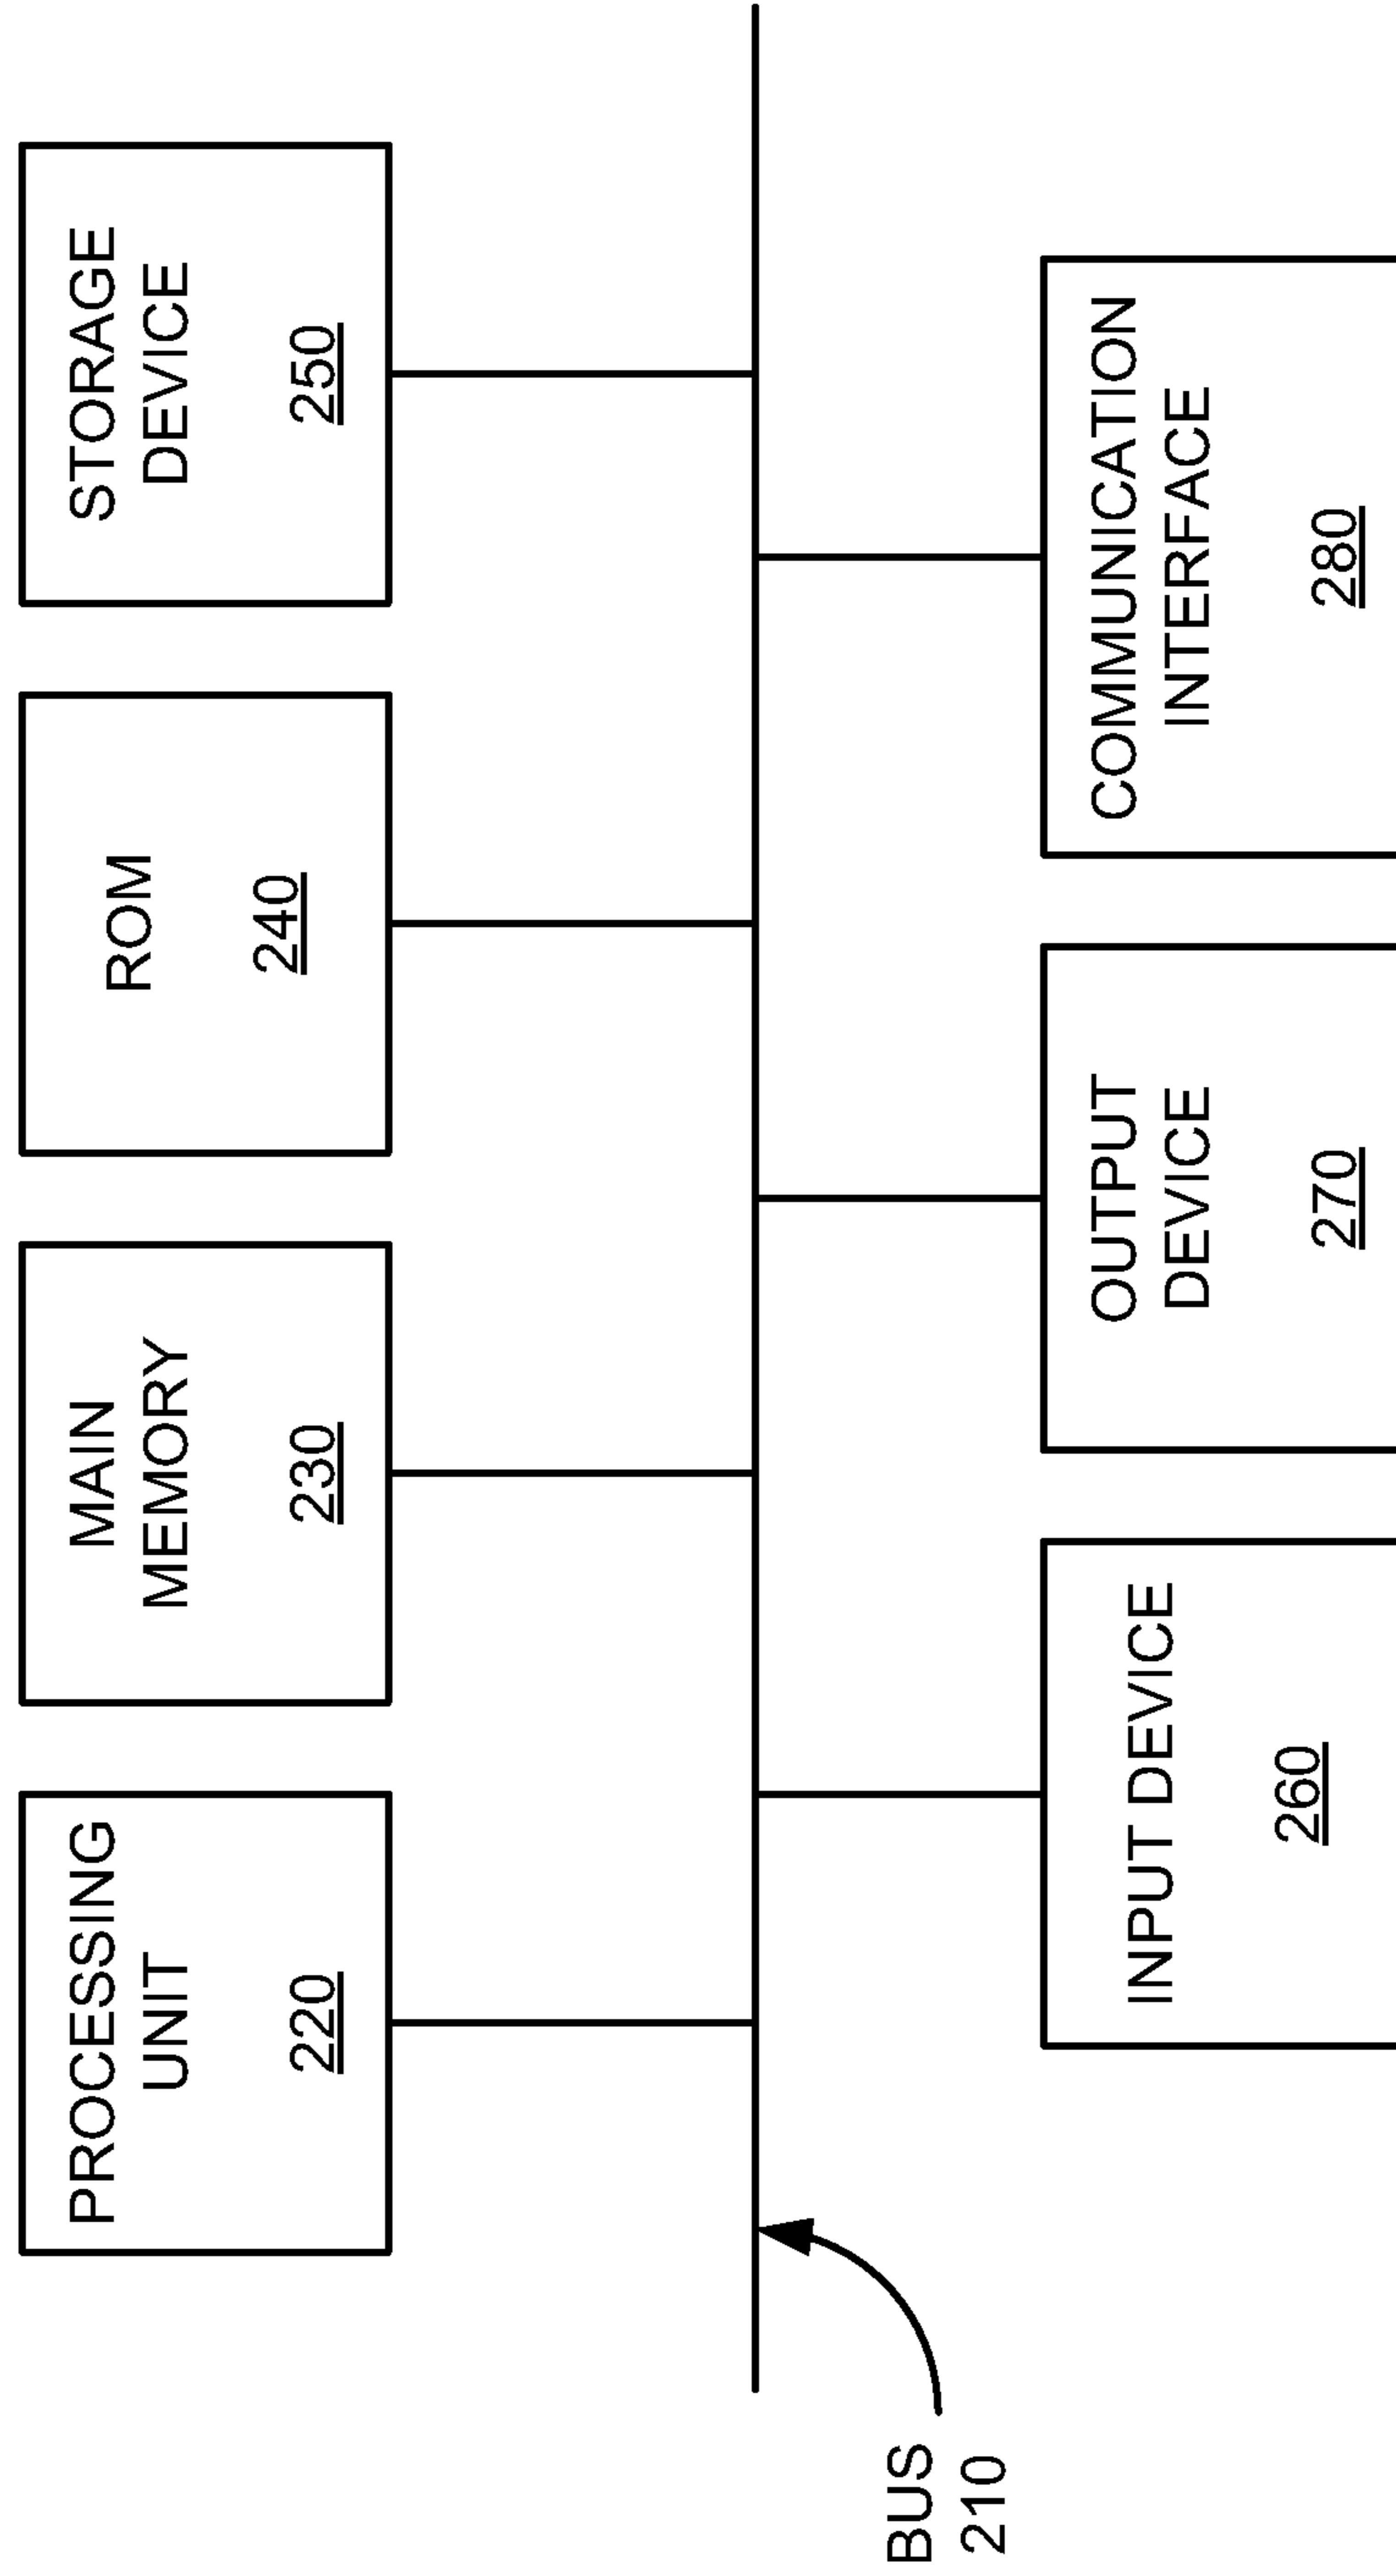 PROCESSING
UNIT
220
MAIN
MEMORY
230
ROM
240
STORAGE
DEVICE
250
BUS
210
INPUT DEVICE
260
OUTPUT
DEVICE
270
COMMUNICATION
INTERFACE
280